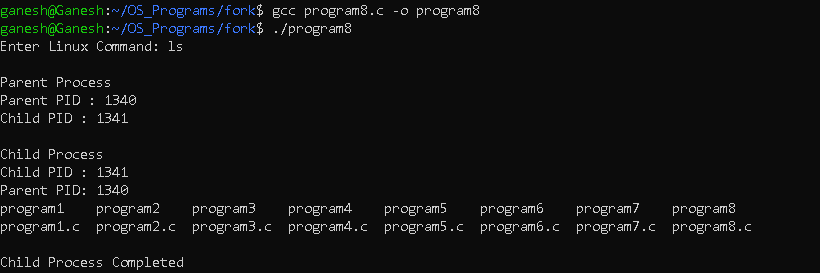 ganesh@Ganesh:~/OS_Programs/fork$ gcc program8.c -o program8
ganesh@Ganesh:~/OS_Programs/fork$ ./program8
Enter Linux Command: ls
Parent Process
Parent PID : 1340
Child PID : 1341
Child Process
Child PID : 1341
Parent PID: 1340
program1 program2 program3 program4 program5 program6 program7 program8
program1.c program2.c program3.c program4.c program5.c program6.c program7.c program8.c
Child Process Completed